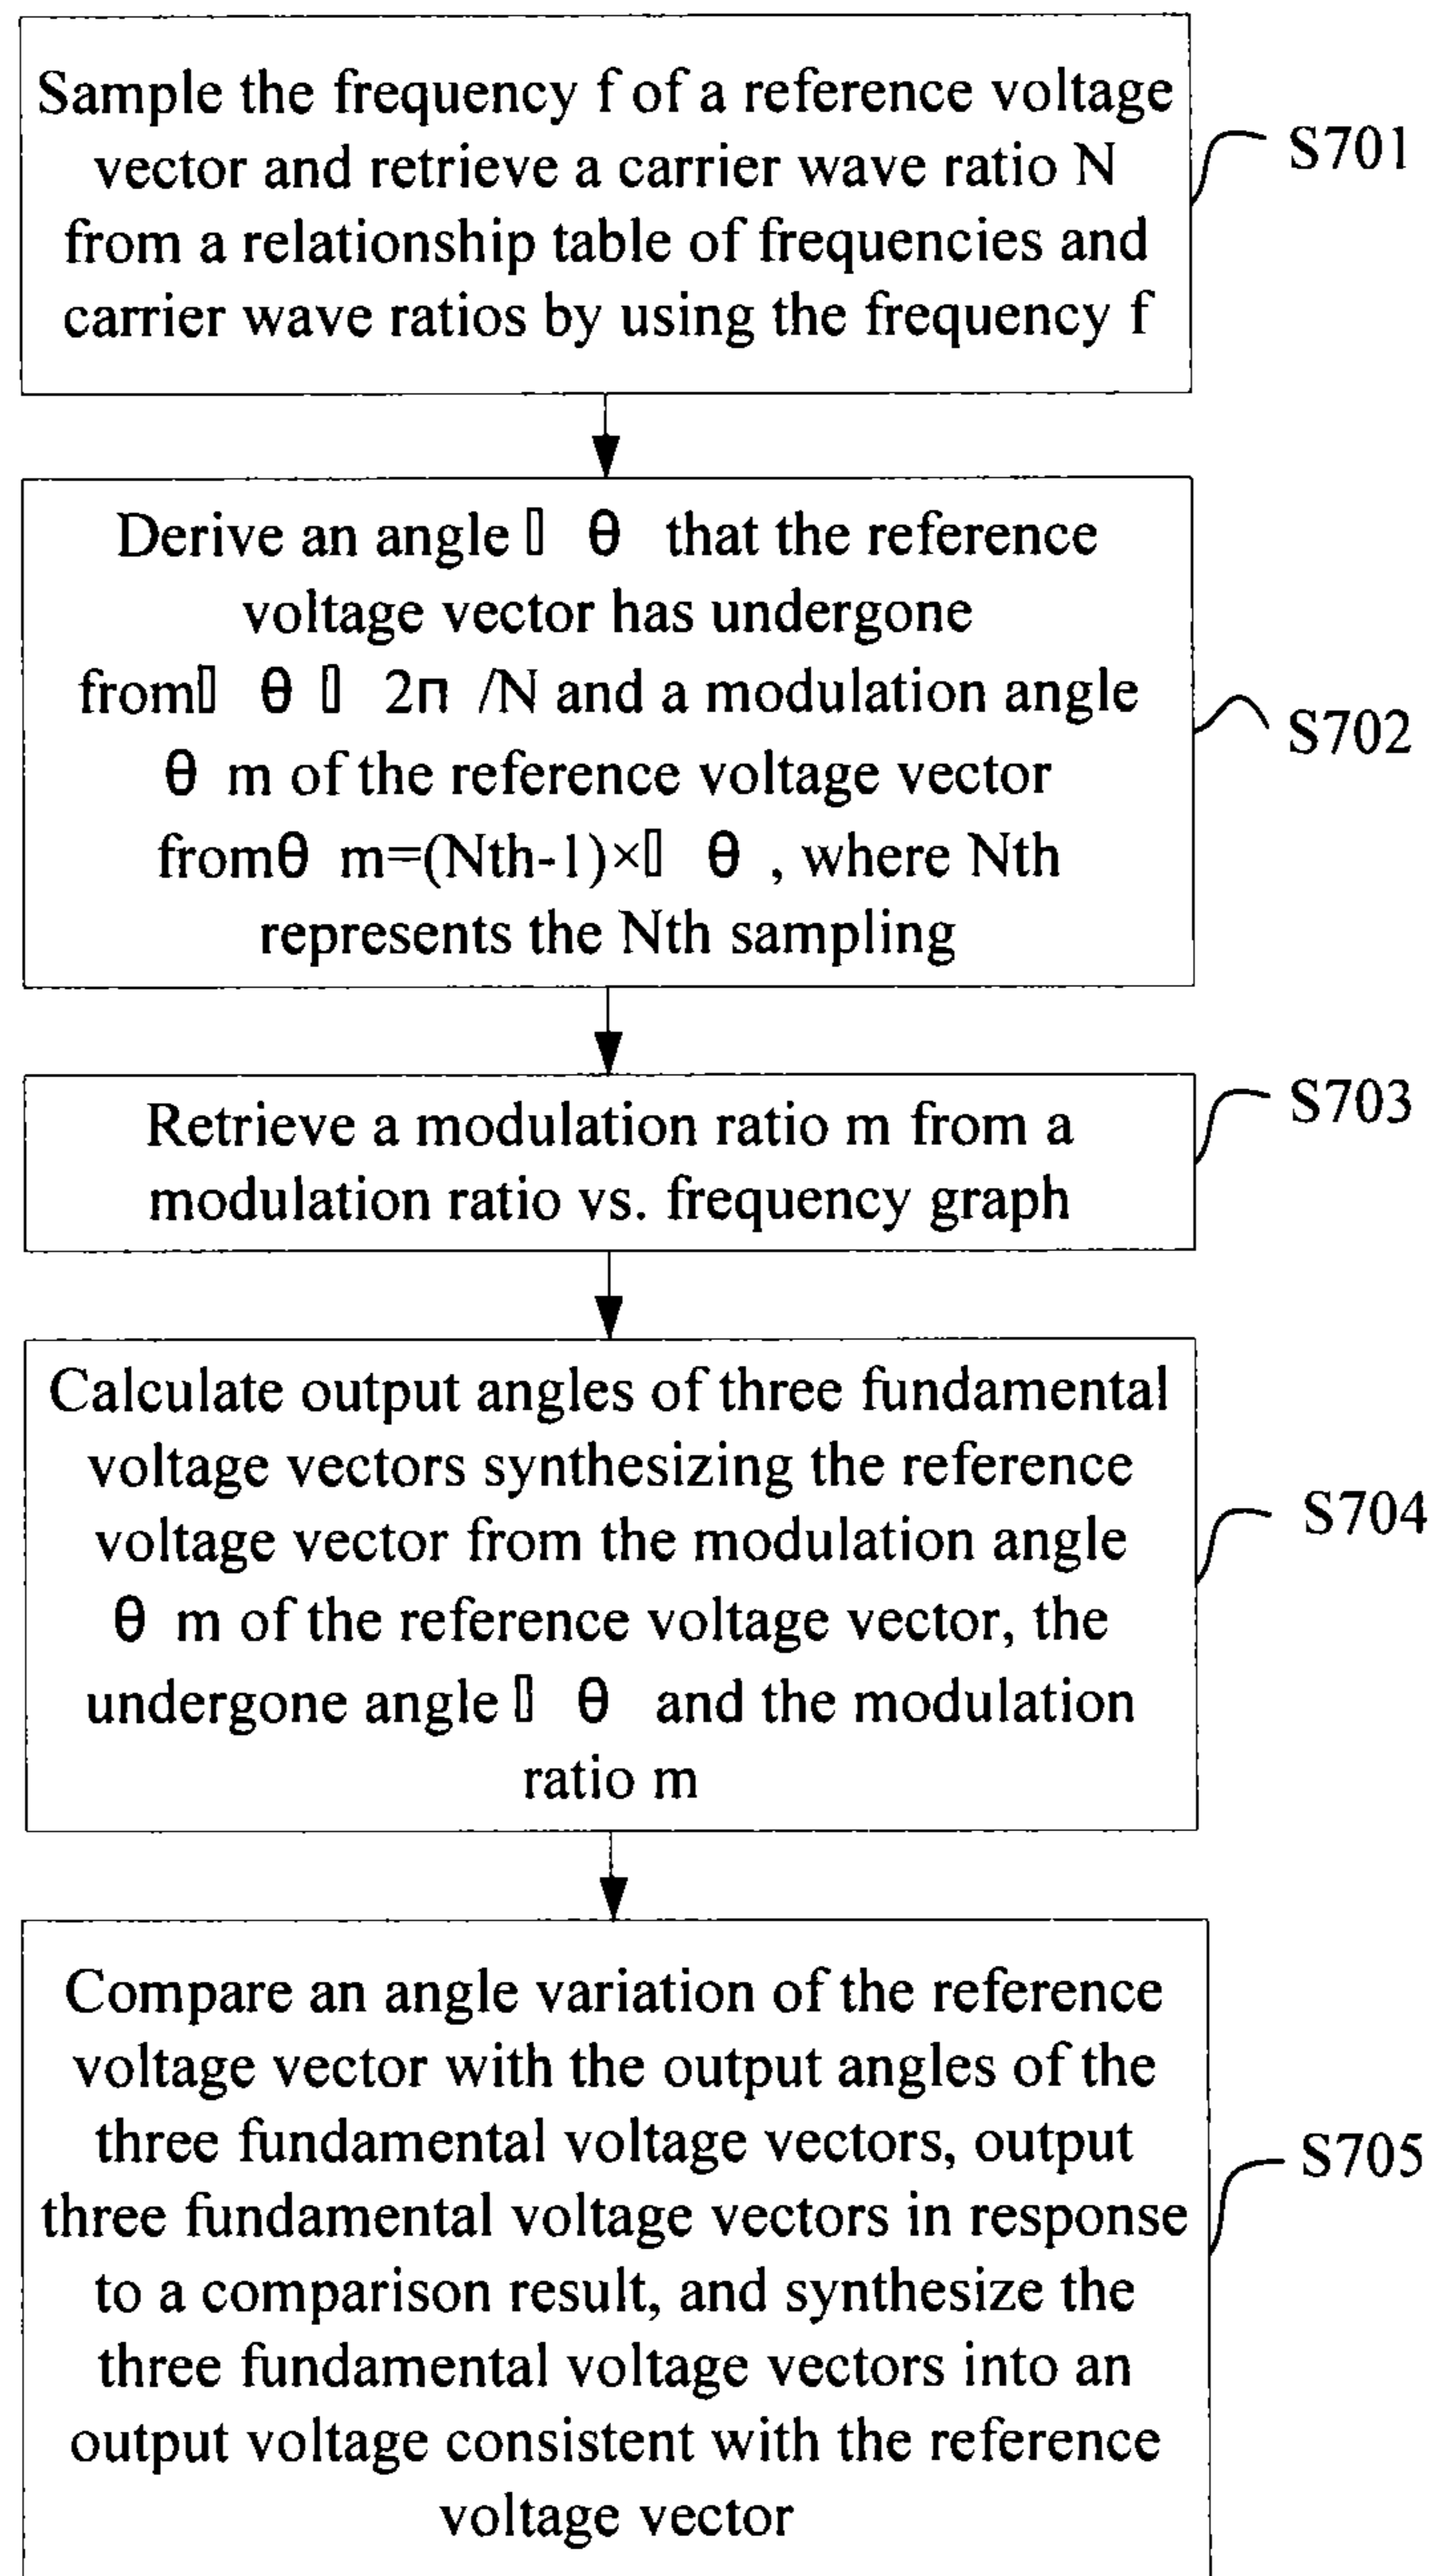 Sample the frequency f of a reference voltage
vector and retrieve a carrier wave ratio N
from a relationship table of frequencies and
carrier wave ratios by using the frequency f
S701
Derive an angle ▯ θ that the reference
voltage vector has undergone
from▯ θ ▯ 2π /N and a modulation angle
θ m of the reference voltage vector
fromθ m=(Nth-1)×▯ θ , where Nth
represents the Nth sampling
S702
Retrieve a modulation ratio m from a
modulation ratio vs. frequency graph
S703
Calculate output angles of three fundamental
voltage vectors synthesizing the reference
voltage vector from the modulation angle
θ m of the reference voltage vector, the
undergone angle ▯ θ and the modulation
ratio m
S704
Compare an angle variation of the reference
voltage vector with the output angles of the
three fundamental voltage vectors, output
three fundamental voltage vectors in response
to a comparison result, and synthesize the
three fundamental voltage vectors into an
output voltage consistent with the reference
voltage vector
S705